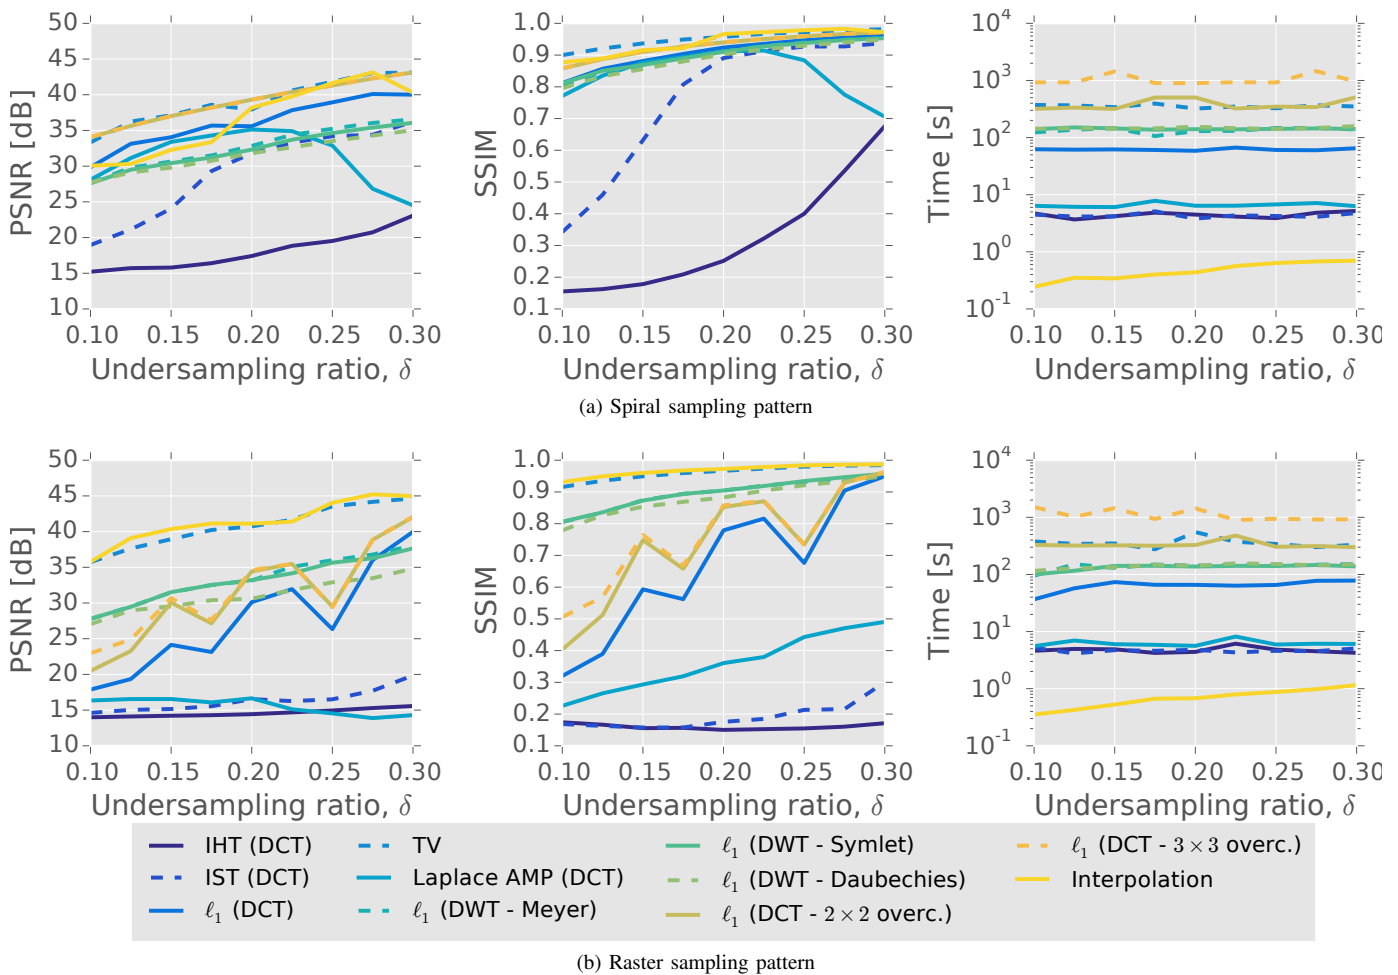 PSNR [dB]
50
45
40
35
30
25
20
15
10
0.10 0.15 0.20 0.25 0.30
Undersampling ratio, δ
SSIM
1.0
0.9
0.8
0.7
0.6
0.5
0.4
0.3
0.2
0.1
0.10 0.15 0.20 0.25 0.30
Undersampling ratio, δ
Time [s]
10^4
10^3
10^2
10^1
10^0
10^-1
0.10 0.15 0.20 0.25 0.30
Undersampling ratio, δ
(a) Spiral sampling pattern
PSNR [dB]
50
45
40
35
30
25
20
15
10
0.10 0.15 0.20 0.25 0.30
Undersampling ratio, δ
SSIM
1.0
0.9
0.8
0.7
0.6
0.5
0.4
0.3
0.2
0.1
0.10 0.15 0.20 0.25 0.30
Undersampling ratio, δ
Time [s]
10^4
10^3
10^2
10^1
10^0
10^-1
0.10 0.15 0.20 0.25 0.30
Undersampling ratio, δ
IHT (DCT)
IST (DCT)
ℓ1 (DCT)
TV
Laplace AMP (DCT)
ℓ1 (DWT - Meyer)
ℓ1 (DWT - Symlet)
ℓ1 (DWT - Daubechies)
ℓ1 (DCT - 2 × 2 overc.)
ℓ1 (DCT - 3 × 3 overc.)
Interpolation
(b) Raster sampling pattern